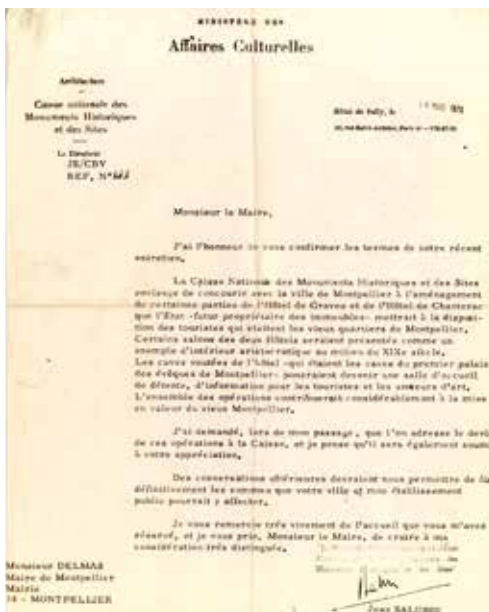 MINISTÈRE DES
Affaires Culturelles
Architecture
Caisse nationale des
Monuments Historiques
et des Sites
Le Directeur
JS/CBV
REF. N°
Hôtel de Sully, le
Monsieur le Maire,
J'ai l'honneur de vous confirmer les termes de notre récent
entretien.
La Caisse Nationale des Monuments Historiques et des Sites
envisage de concourir avec la ville de Montpellier à l'aménagement
de certaines parties de l'Hôtel de Graves et de l'Hôtel de
que l'Etat -futur propriétaire des immeubles- mettrait à la disposi-
tion des touristes qui visitent les vieux quartiers de Montpellier.
Certains salons des deux Hôtels seraient présentés comme un
exemple d'intérieur aristocratique au milieu du XIXe siècle.
Les caves voutées de l'hôtel -qui étaient les caves du premier palais
des évêques de Montpellier- pourraient devenir une salle d'accueil
de détente, d'information pour les touristes et les amateurs d'art.
L'ensemble des opérations contribuerait considérablement à la mise
en valeur du vieux Montpellier.
J'ai demandé, lors de mon passage, que l'on adresse le devis
de ces opérations à la Caisse, et je pense qu'il sera également soumis
à votre appréciation.
Des conversations ultérieures devraient nous permettre de
définitivement les sommes que votre ville et mon établissement
public pourrait y affecter.
Je vous remercie très vivement de l'accueil que vous m'avez
réservé, et je vous prie, Monsieur le Maire, de croire à ma
considération très distinguée.
Monsieur DELMAS
Maire de Montpellier
Mairie
34 - MONTPELLIER
Jean SALUSSE